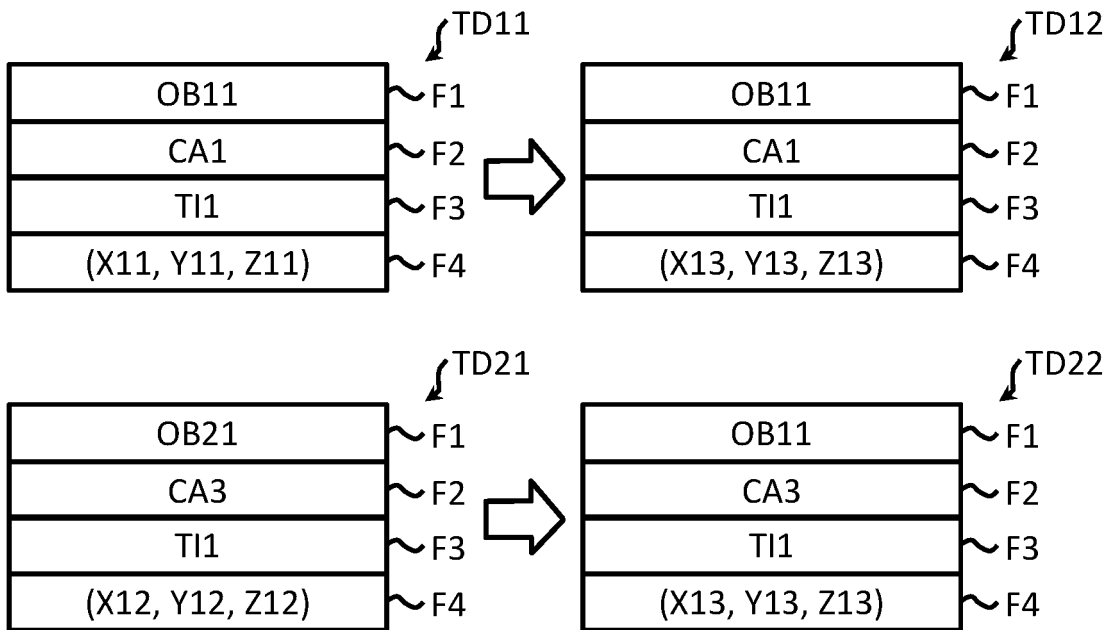 TD11
OB11 F1
CA1 F2
TI1 F3
(X11, Y11, Z11) F4
TD12
OB11 F1
CA1 F2
TI1 F3
(X13, Y13, Z13) F4
TD21
OB21 F1
CA3 F2
TI1 F3
(X12, Y12, Z12) F4
TD22
OB11 F1
CA3 F2
TI1 F3
(X13, Y13, Z13) F4